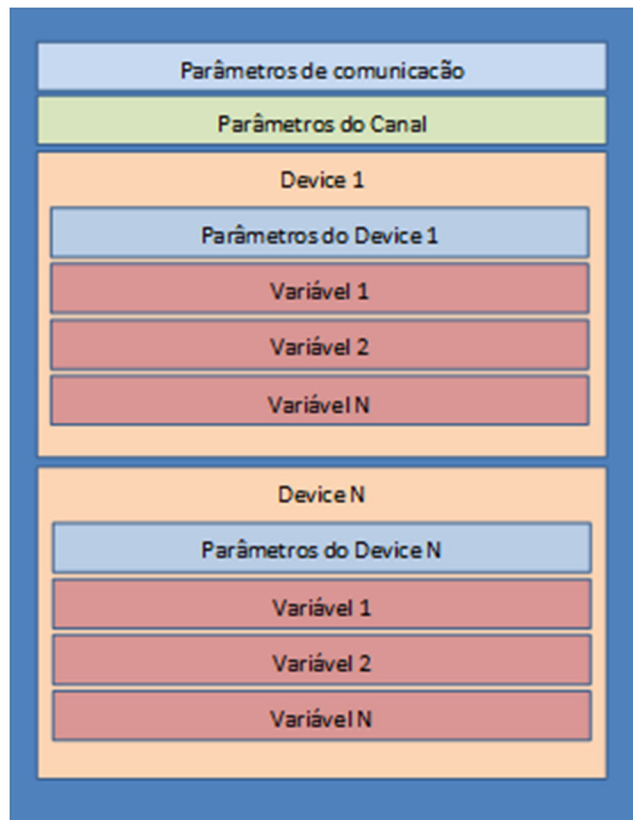 Parâmetros de comunicacão
Parâmetros do Canal
Device 1
Parâmetros do Device 1
Variável 1
Variável 2
Variável N
Device N
Parâmetros do Device N
Variável 1
Variável 2
Variável N